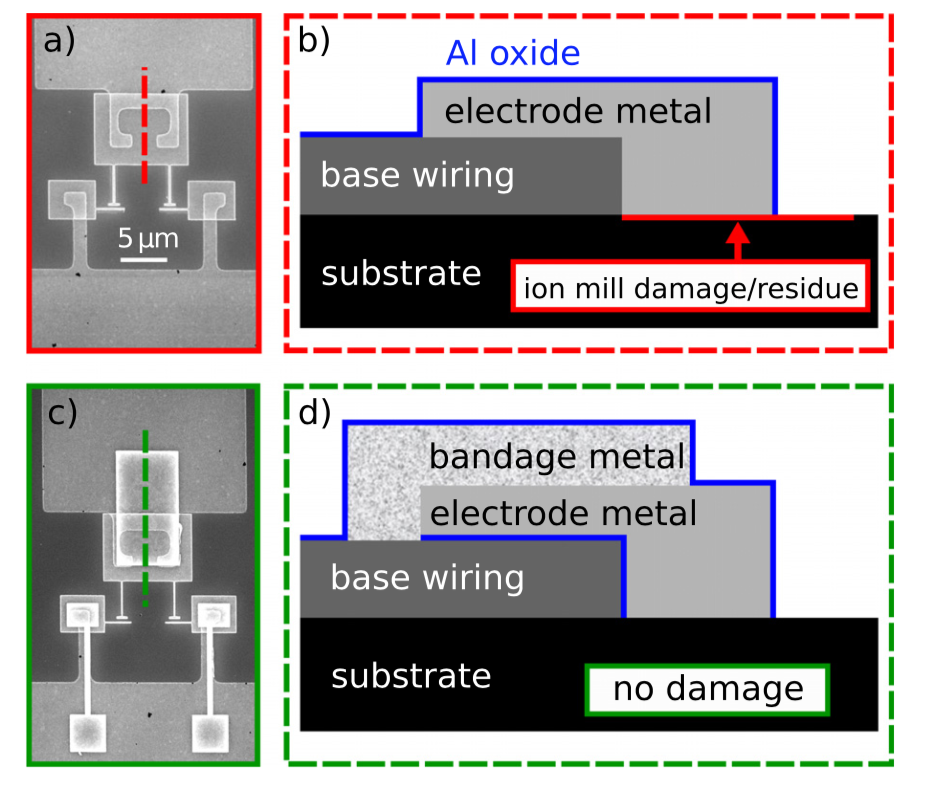 a)
5 μm
b)
Al oxide
electrode metal
base wiring
substrate
ion mill damage/residue
c)
d)
bandage metal
electrode metal
base wiring
substrate
no damage